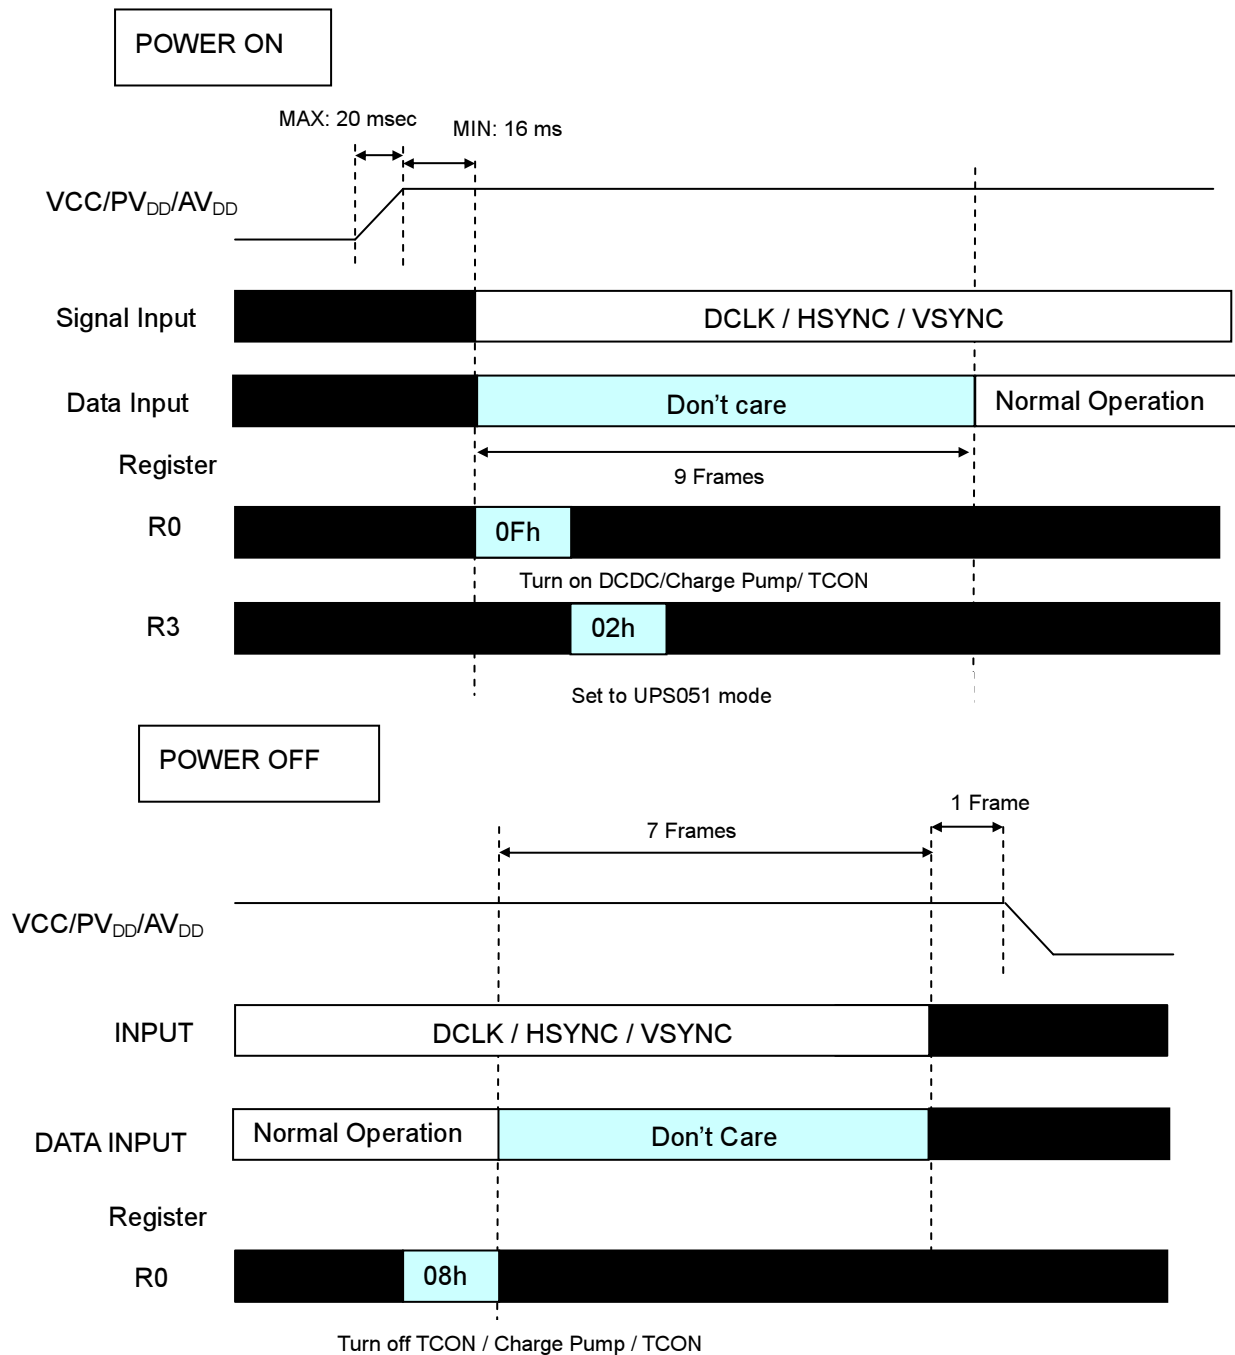 POWER ON
MAX: 20 msec
MIN: 16 ms
VCC/PVDD/AVDD
Signal Input
DCLK / HSYNC / VSYNC
Data Input
Don't care
Normal Operation
Register
9 Frames
R0
0Fh
Turn on DCDC/Charge Pump/ TCON
R3
02h
Set to UPS051 mode
POWER OFF
1 Frame
7 Frames
VCC/PVDD/AVDD
INPUT
DCLK / HSYNC / VSYNC
DATA INPUT
Normal Operation
Don't Care
Register
R0
08h
Turn off TCON / Charge Pump / TCON